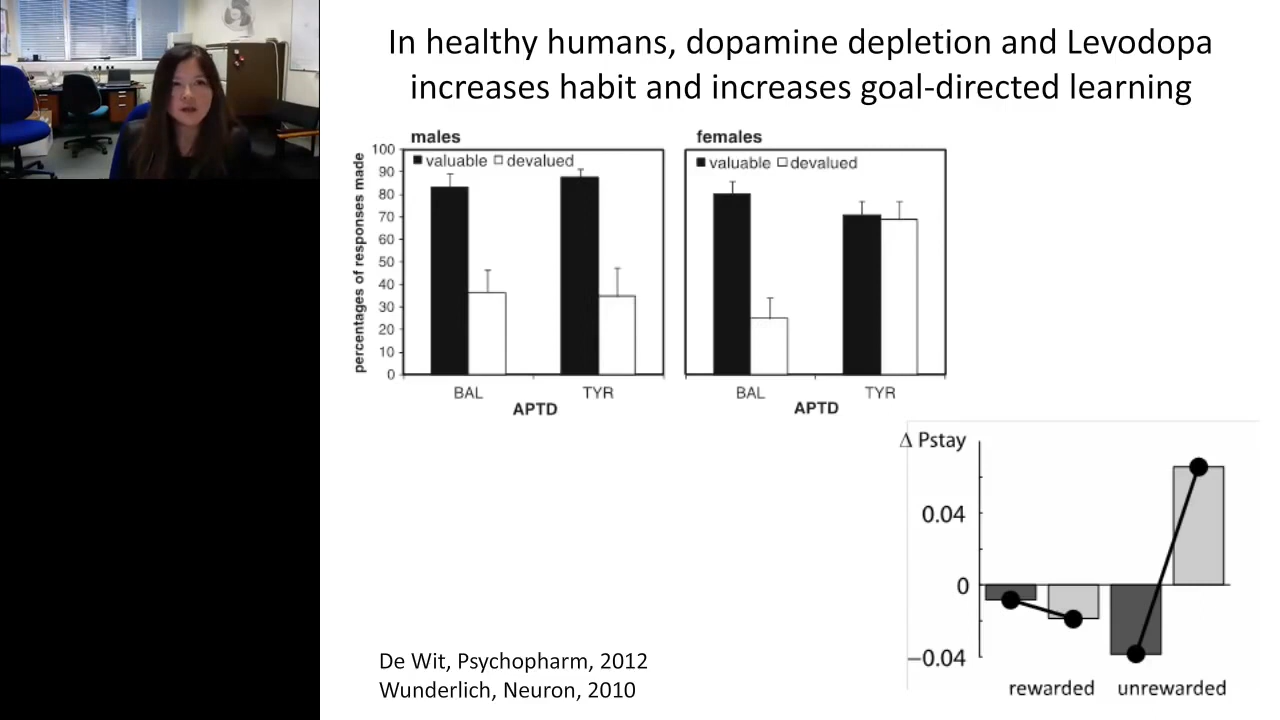 In healthy humans, dopamine depletion and Levodopa
increases habit and increases goal-directed learning
males
females
percentages of responses made
100
90
80
70
60
50
40
30
20
10
0
valuable devalued
valuable devalued
BAL TYR
APTD
BAL TYR
APTD
Δ Pstay
0.04
0
−0.04
rewarded unrewarded
De Wit, Psychopharm, 2012
Wunderlich, Neuron, 2010